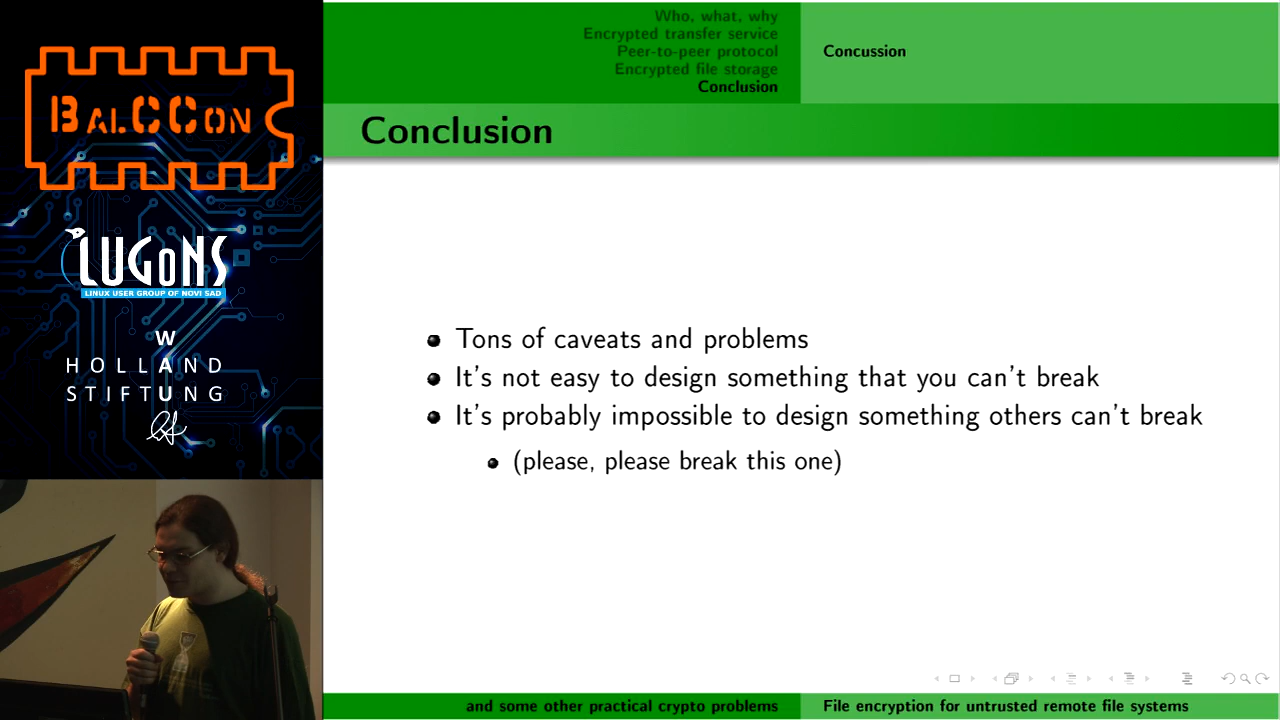 BALCCON
LUGONS
LINUX USER GROUP OF NOVI SAD
W
HOLLAND
U
STIFTUNG
Who, what, why
Encrypted transfer service
Peer-to-peer protocol
Encrypted file storage
Conclusion
Concussion
Conclusion
Tons of caveats and problems
It's not easy to design something that you can't break
It's probably impossible to design something others can't break
(please, please break this one)
and some other practical crypto problems
File encryption for untrusted remote file systems